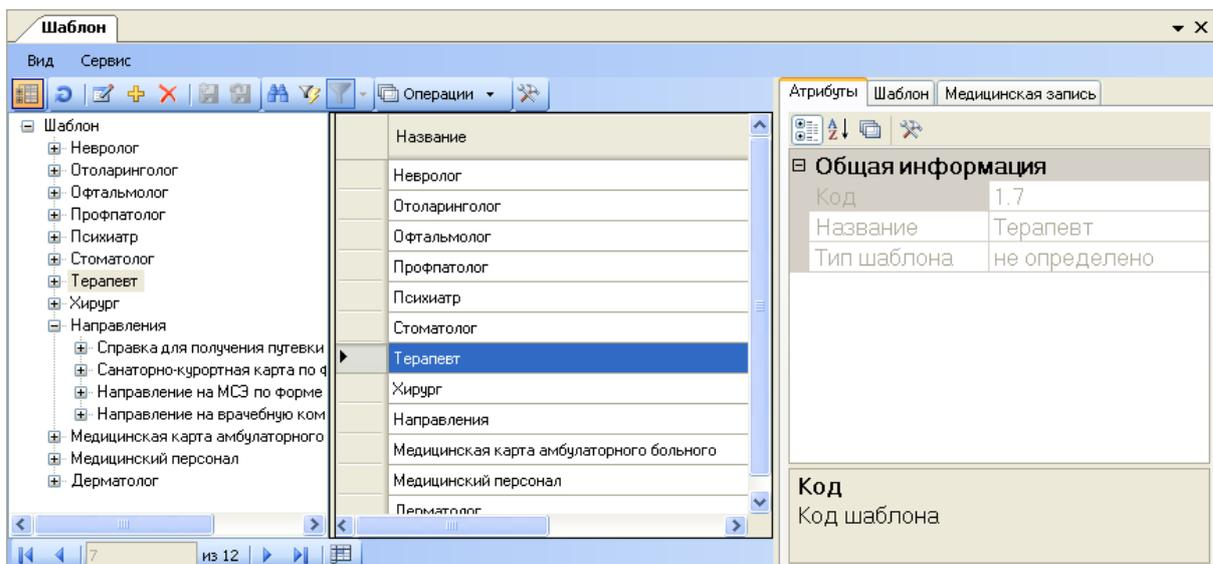 Шаблон
Вид Сервис
Операции
Шаблон
Невролог
Отоларинголог
Офтальмолог
Профпатолог
Психиатр
Стоматолог
Терапевт
Хирург
Направления
Справка для получения путевки
Санаторно-курортная карта по ф
Направление на МСЭ по форме
Направление на врачебную ком
Медицинская карта амбулаторного
Медицинский персонал
Дерматолог
7 из 12
Название
Невролог
Отоларинголог
Офтальмолог
Профпатолог
Психиатр
Стоматолог
Терапевт
Хирург
Направления
Медицинская карта амбулаторного больного
Медицинский персонал
Дерматолог
Атрибуты Шаблон Медицинская запись
Общая информация
Код 1.7
Название Терапевт
Тип шаблона не определено
Код
Код шаблона